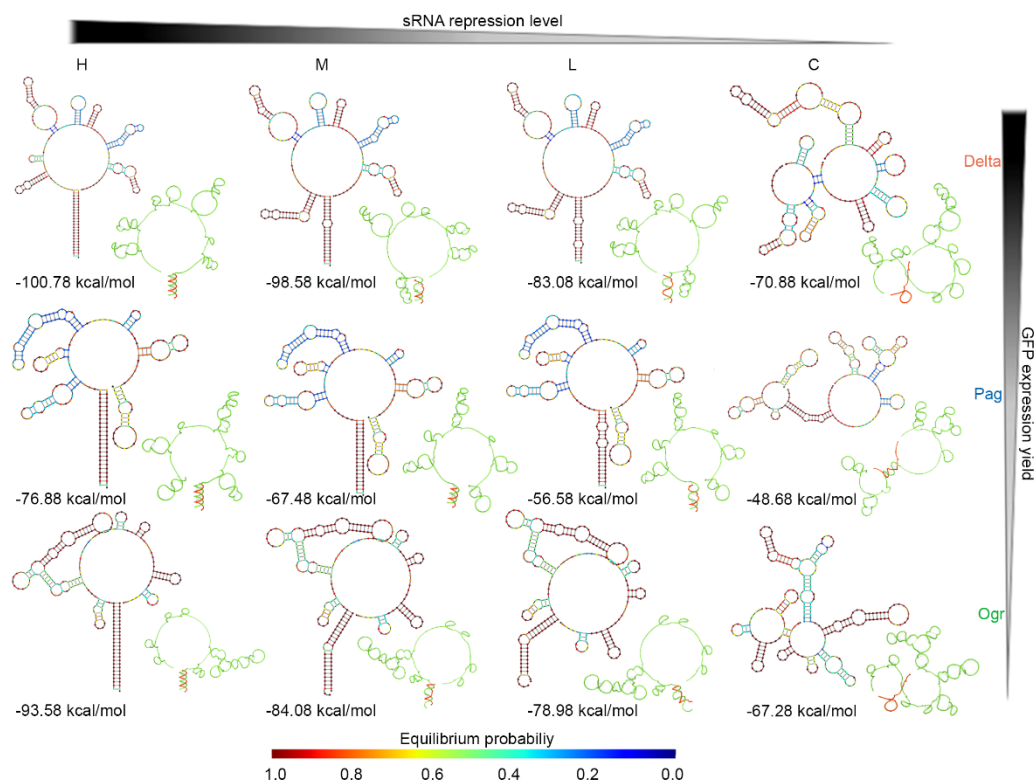 sRNA repression level
H M L C
Delta
-100.78 kcal/mol -98.58 kcal/mol -83.08 kcal/mol -70.88 kcal/mol
GFP expression yield
Pag
-76.88 kcal/mol -67.48 kcal/mol -56.58 kcal/mol -48.68 kcal/mol
Ogr
-93.58 kcal/mol -84.08 kcal/mol -78.98 kcal/mol -67.28 kcal/mol
Equilibrium probabiliy
1.0 0.8 0.6 0.4 0.2 0.0